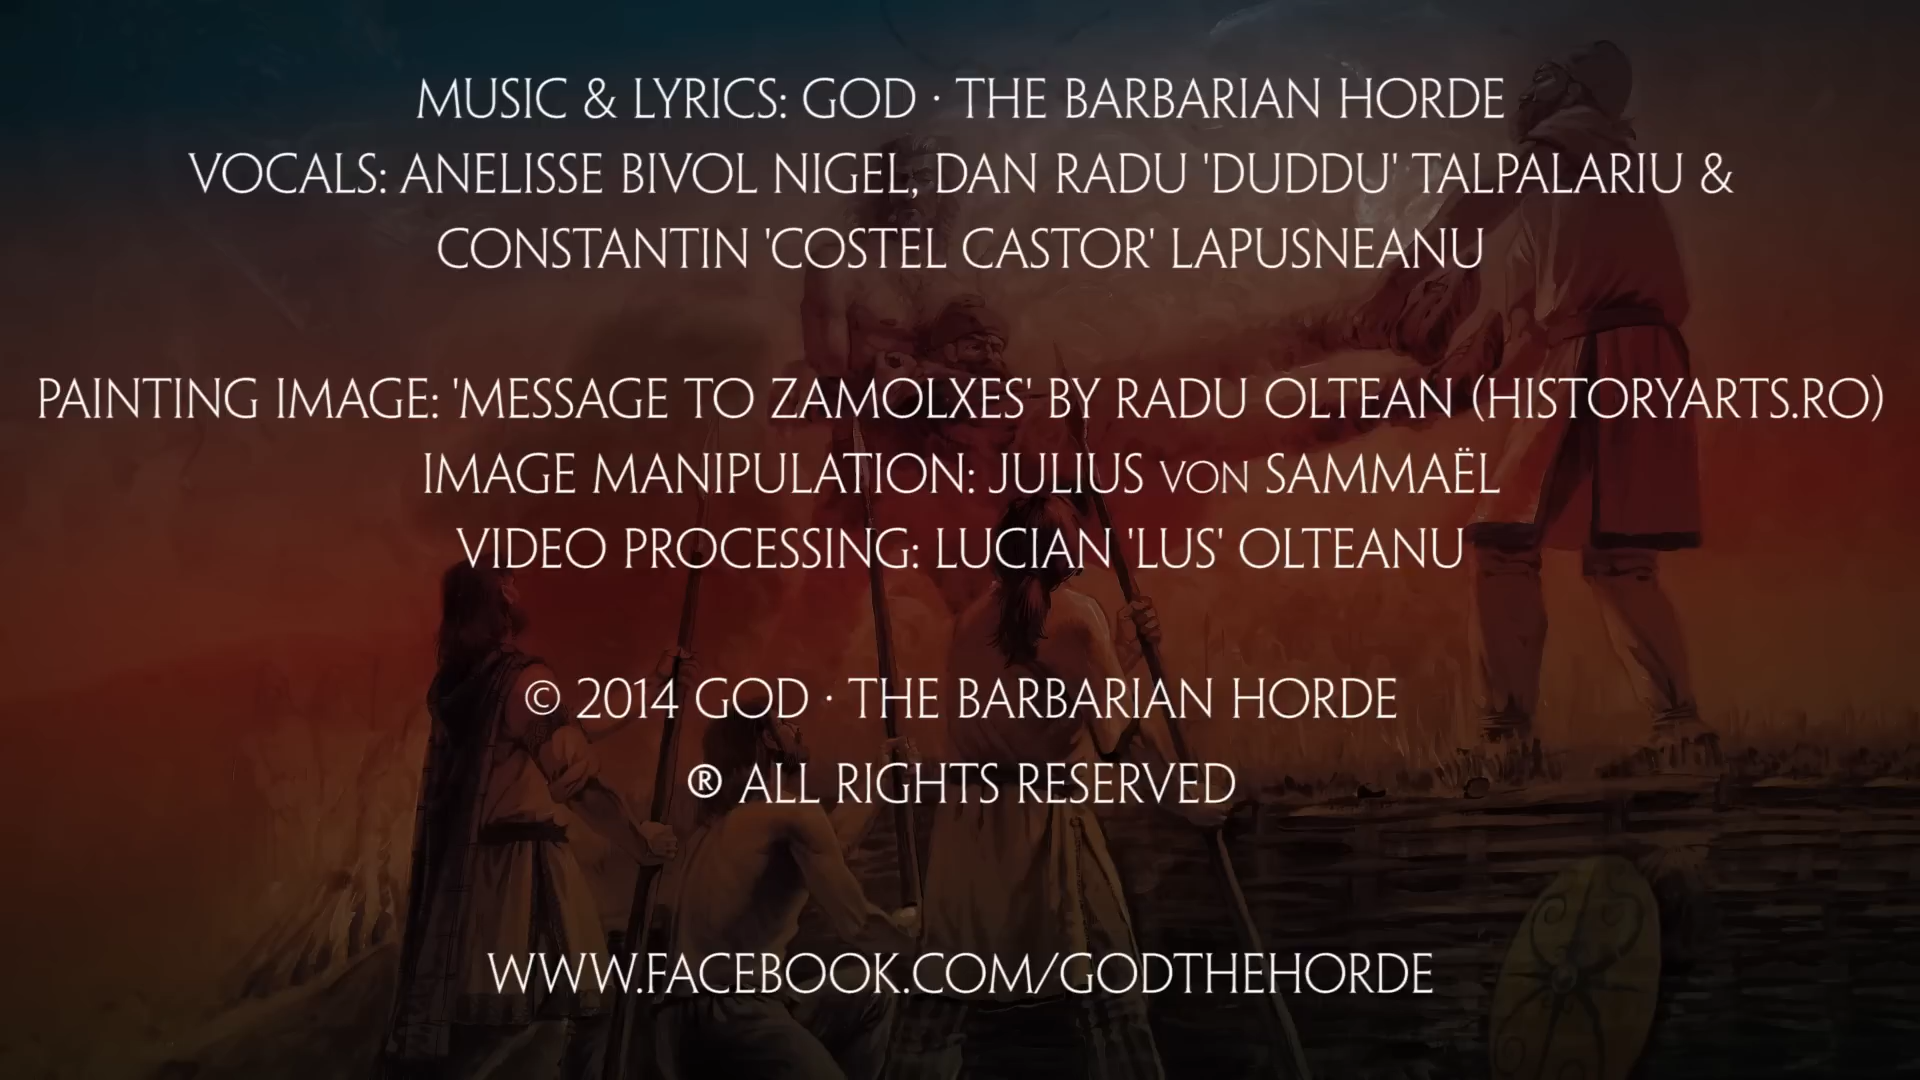 MUSIC & LYRICS: GOD · THE BARBARIAN HORDE
VOCALS: ANELISSE BIVOL NIGEL, DAN RADU 'DUDDU' TALPALARIU &
CONSTANTIN 'COSTEL CASTOR' LAPUSNEANU
PAINTING IMAGE: 'MESSAGE TO ZAMOLXES' BY RADU OLTEAN (HISTORYARTS.RO)
IMAGE MANIPULATION: JULIUS VON SAMMAËL
VIDEO PROCESSING: LUCIAN 'LUS' OLTEANU
© 2014 GOD · THE BARBARIAN HORDE
® ALL RIGHTS RESERVED
WWW.FACEBOOK.COM/GODTHEHORDE